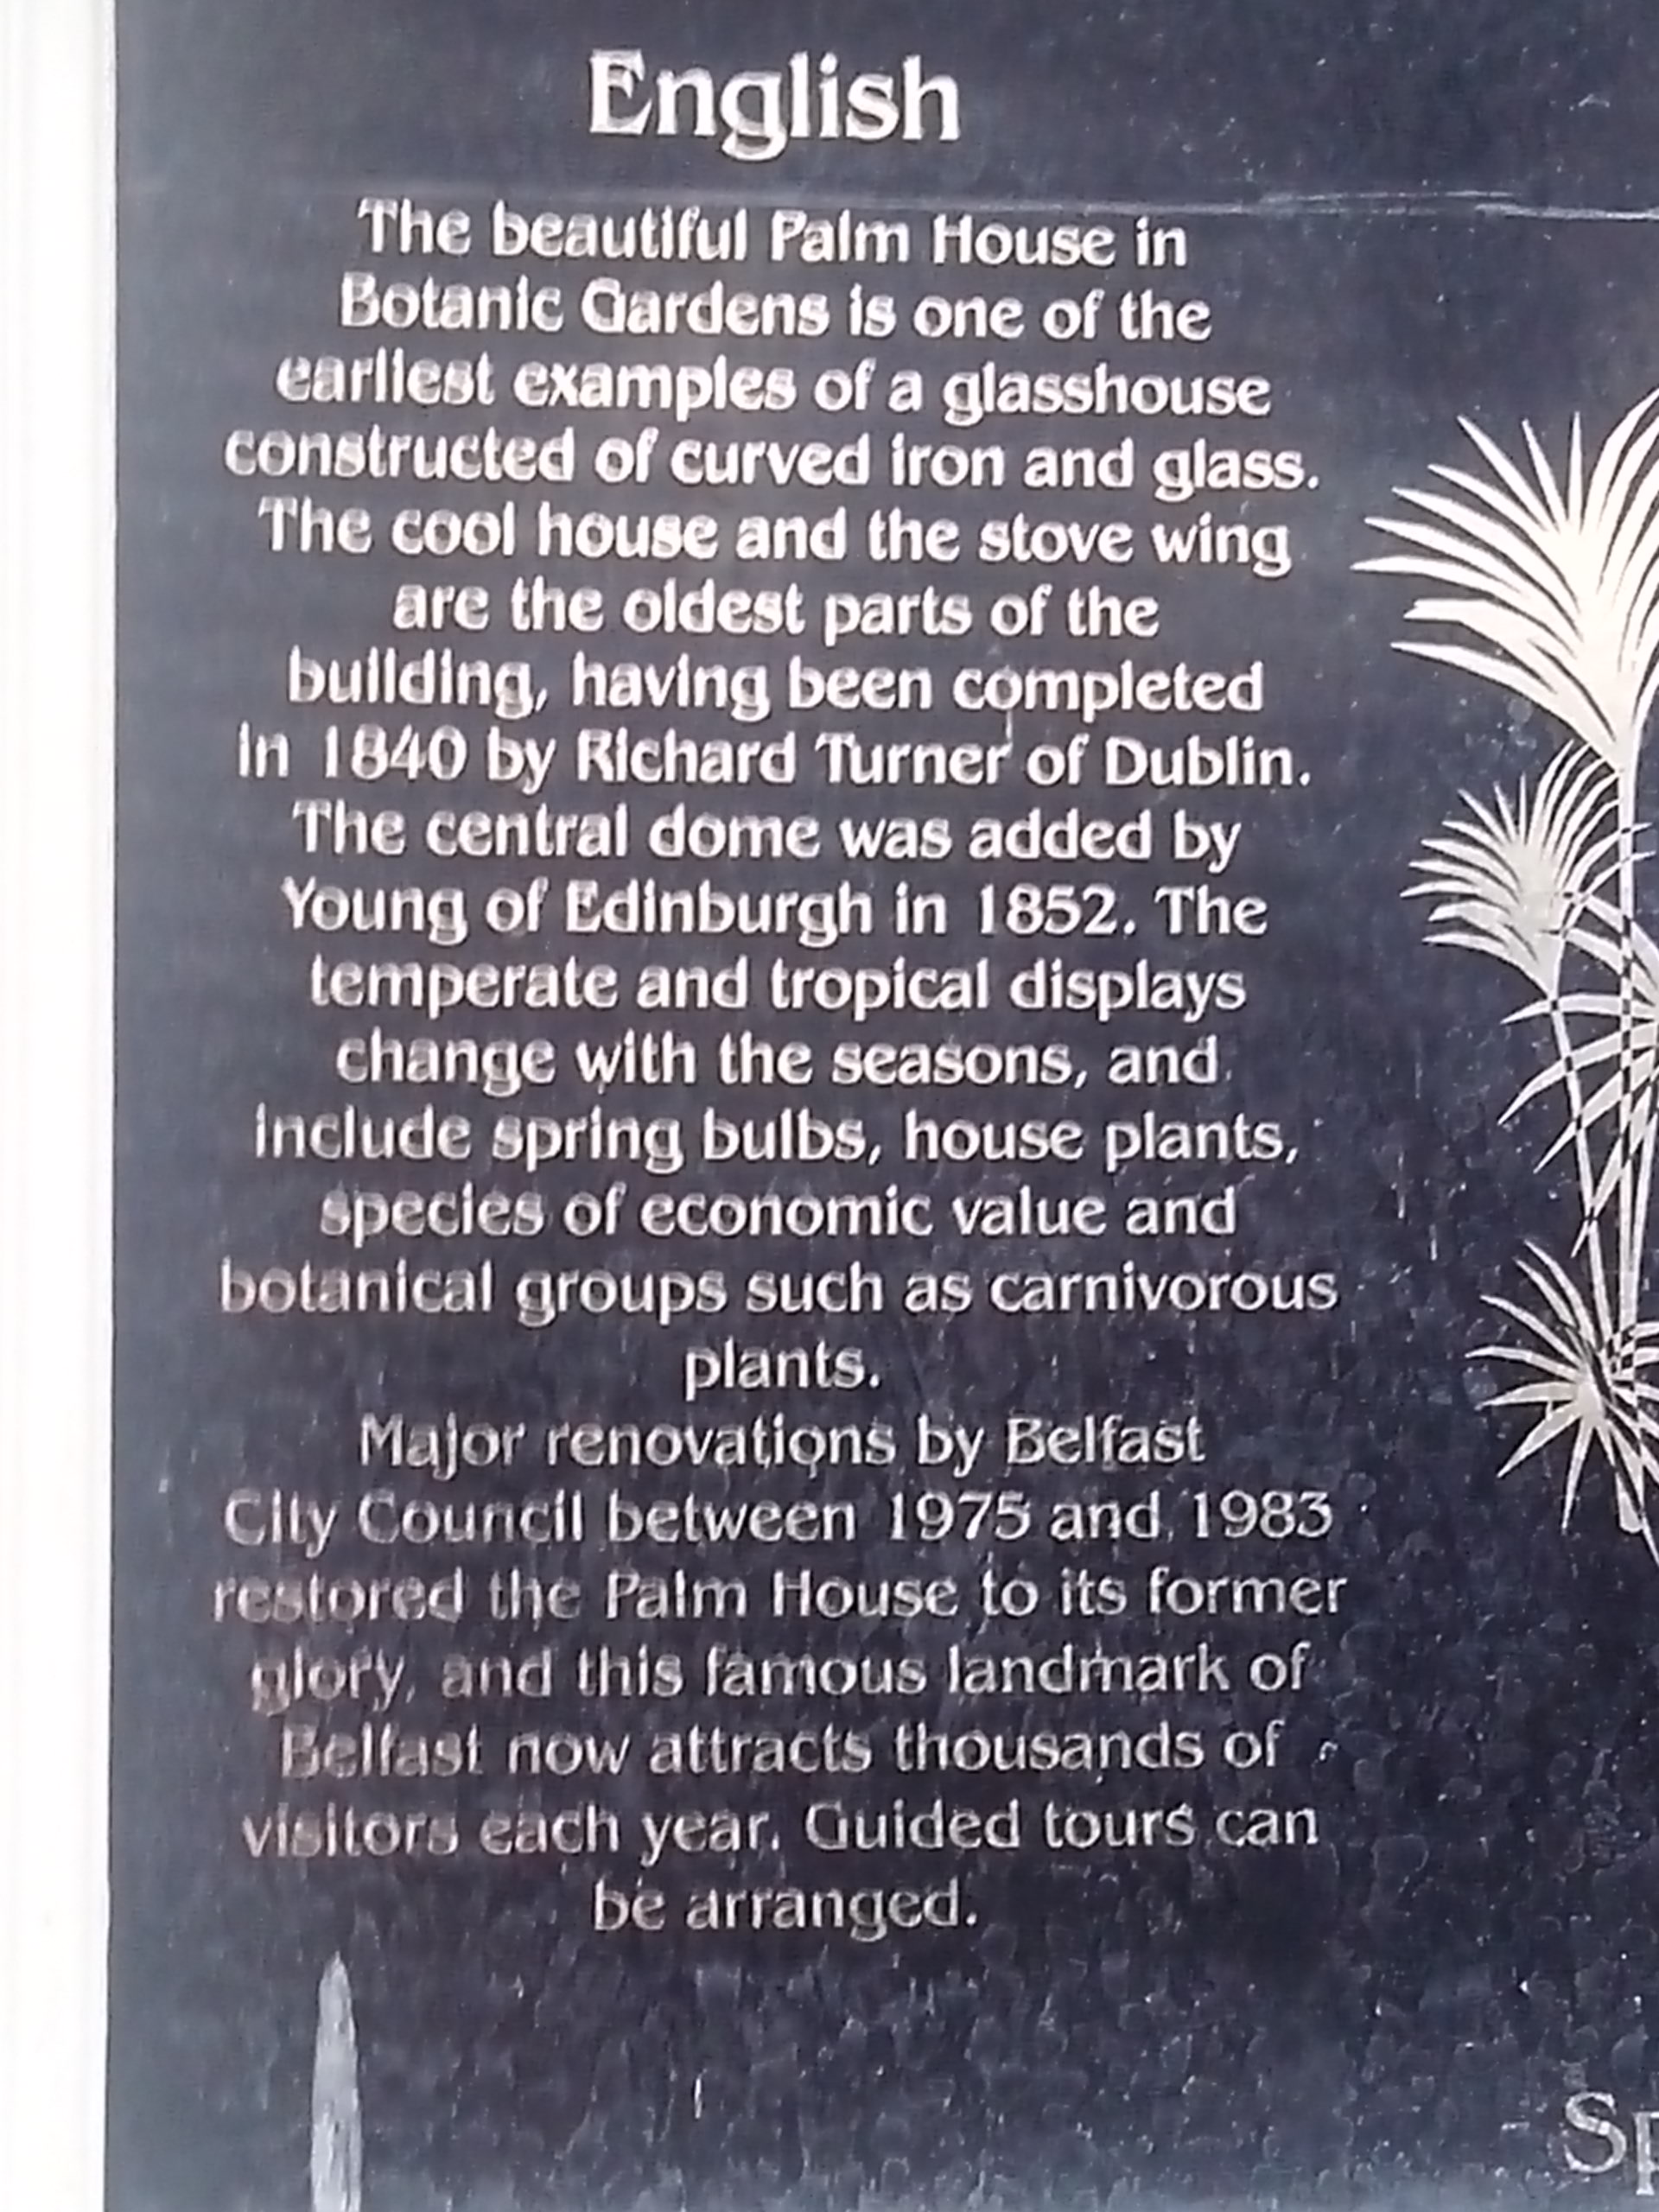 English
The beautiful Palm House in
Botanic Gardens is one of the
earliest examples of a glasshouse
constructed of curved iron and glass.
The cool house and the stove wing
are the oldest parts of the
building, having been completed
in 1840 by Richard Turner of Dublin.
The central dome was added by
Young of Edinburgh in 1852. The
temperate and tropical displays
change with the seasons, and
include spring bulbs, house plants,
species of economic value and
botanical groups such as carnivorous
plants.
Major renovations by Belfast
City Council between 1975 and 1983
restored the Palm House to its former
glory, and this famous landmark of
Belfast now attracts thousands of
visitors each year. Guided tours can
be arranged.